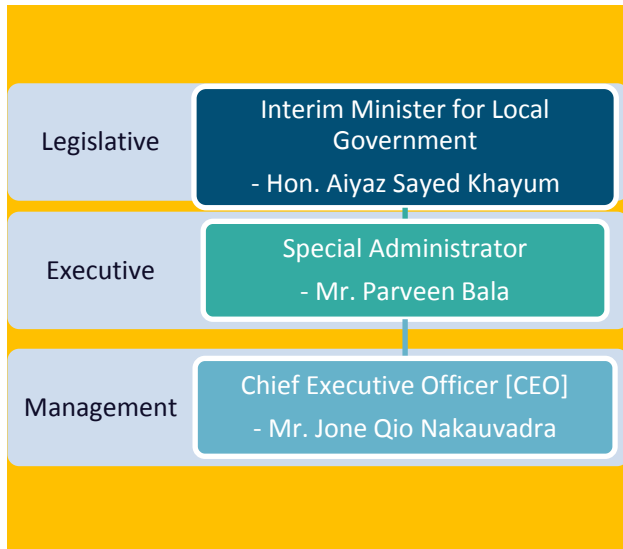 Legislative
Interim Minister for Local
Government
- Hon. Aiyaz Sayed Khayum
Executive
Special Administrator
- Mr. Parveen Bala
Management
Chief Executive Officer [CEO]
- Mr. Jone Qio Nakauvadra